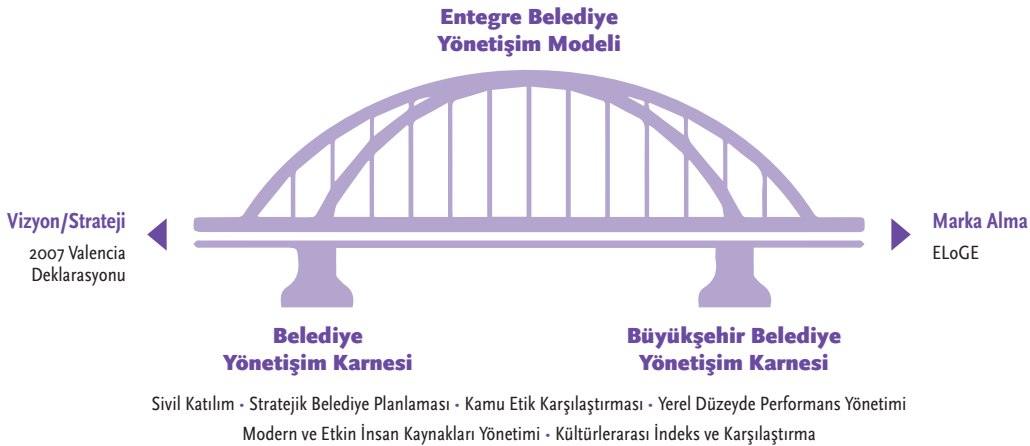 Entegre Belediye
Yönetişim Modeli
Vizyon/Strateji
2007 Valencia
Deklarasyonu
Marka Alma
ELoGE
Belediye
Yönetişim Karnesi
Büyükşehir Belediye
Yönetişim Karnesi
Sivil Katılım • Stratejik Belediye Planlaması • Kamu Etik Karşılaştırması • Yerel Düzeyde Performans Yönetimi
Modern ve Etkin İnsan Kaynakları Yönetimi • Kültürlerarası İndeks ve Karşılaştırma